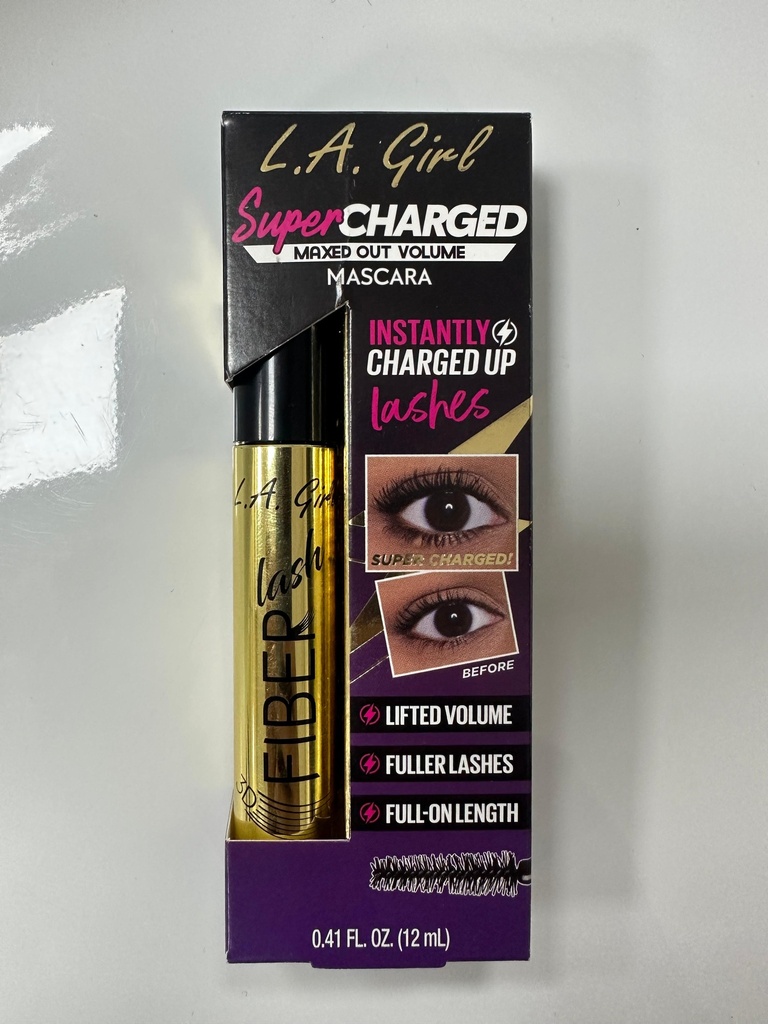 L.A. Girl
SuperCHARGED
MAXED OUT VOLUME
MASCARA
INSTANTLY
CHARGED UP
lashes
SUPER CHARGED!
BEFORE
LIFTED VOLUME
FULLER LASHES
FULL-ON LENGTH
0.41 FL. OZ. (12 mL)
L.A. Girl
lash
FIBER
3D